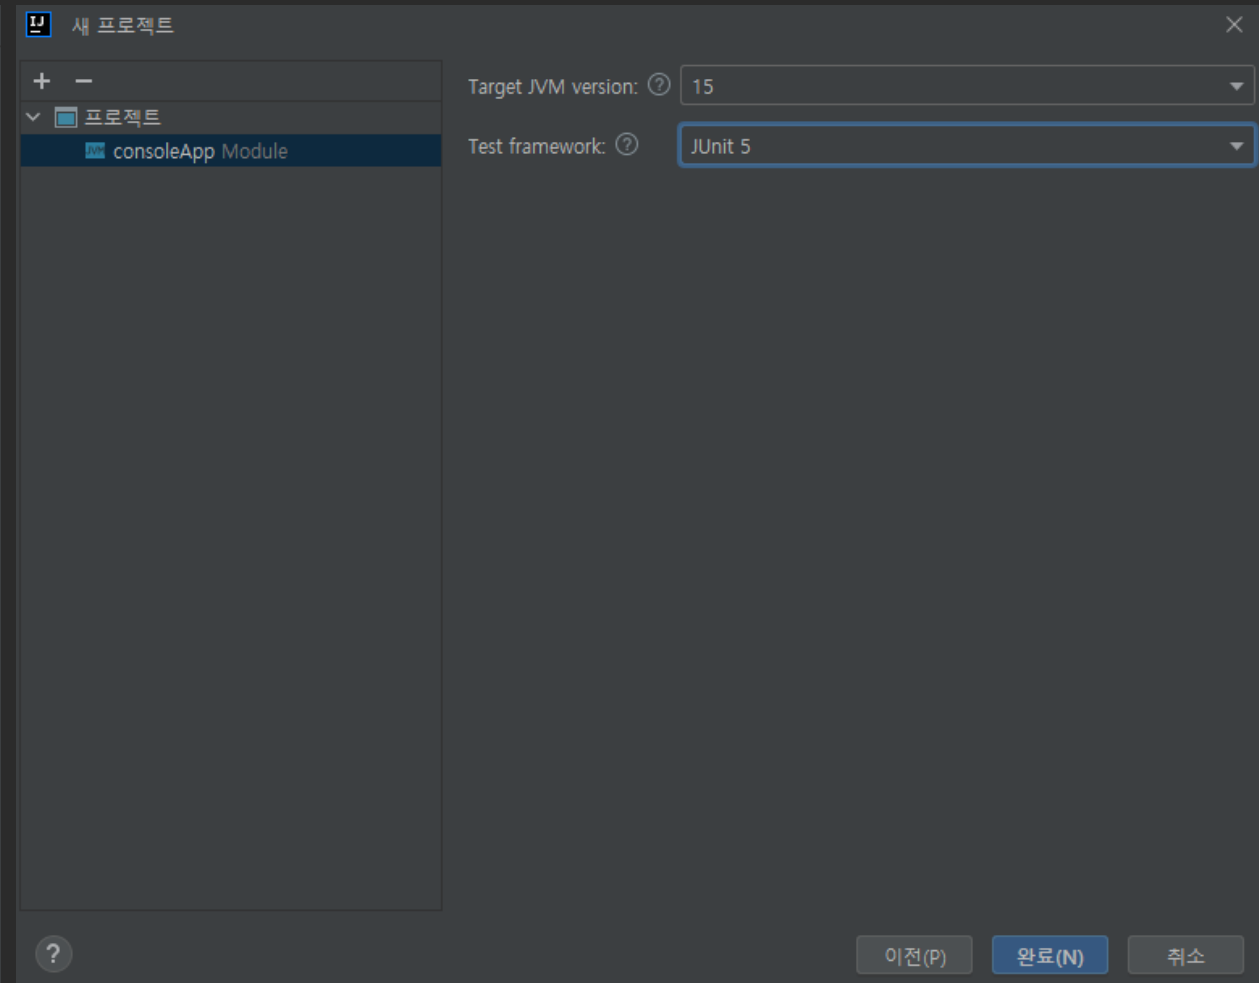 IJ 새 프로젝트
+ −
프로젝트
JVM consoleApp Module
Target JVM version: ? 15
Test framework: ? JUnit 5
? 이전(P) 완료(N) 취소